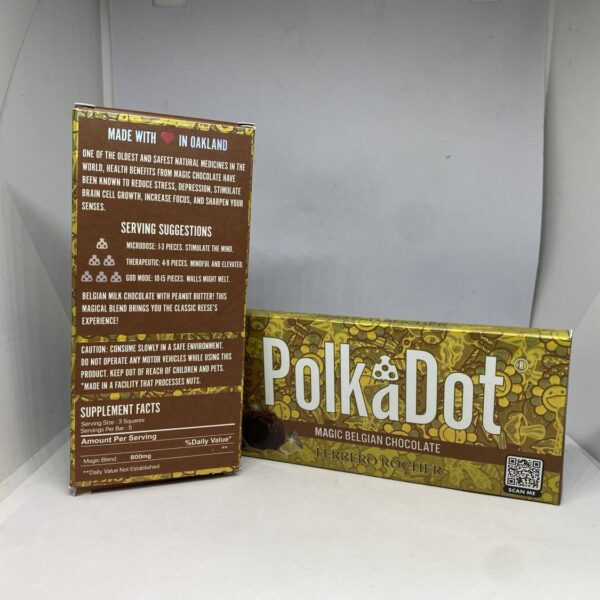 MADE WITH ❤ IN OAKLAND
ONE OF THE OLDEST AND SAFEST NATURAL MEDICINES IN THE
WORLD, HEALTH BENEFITS FROM MAGIC CHOCOLATE HAVE
BEEN KNOWN TO REDUCE STRESS, DEPRESSION, STIMULATE
BRAIN CELL GROWTH, INCREASE FOCUS, AND SHARPEN YOUR
SENSES.
SERVING SUGGESTIONS
MICRODOSE: 1-3 PIECES. STIMULATE THE MIND.
THERAPEUTIC: 4-9 PIECES. MINDFUL AND ELEVATED.
GOD MODE: 10-15 PIECES. WALLS MIGHT MELT.
BELGIAN MILK CHOCOLATE WITH PEANUT BUTTER! THIS
MAGICAL BLEND BRINGS YOU THE CLASSIC REESE'S
EXPERIENCE!
CAUTION: CONSUME SLOWLY IN A SAFE ENVIRONMENT.
DO NOT OPERATE ANY MOTOR VEHICLES WHILE USING THIS
PRODUCT. KEEP OUT OF REACH OF CHILDREN AND PETS.
*MADE IN A FACILITY THAT PROCESSES NUTS.
SUPPLEMENT FACTS
Serving Size : 3 Squares
Servings Per Bar : 5
Amount Per Serving %Daily Value*
Magic Blend 800mg **
**Daily Value Not Established.
PolkaDot®
MAGIC BELGIAN CHOCOLATE
FERRERO ROCHER
SCAN ME